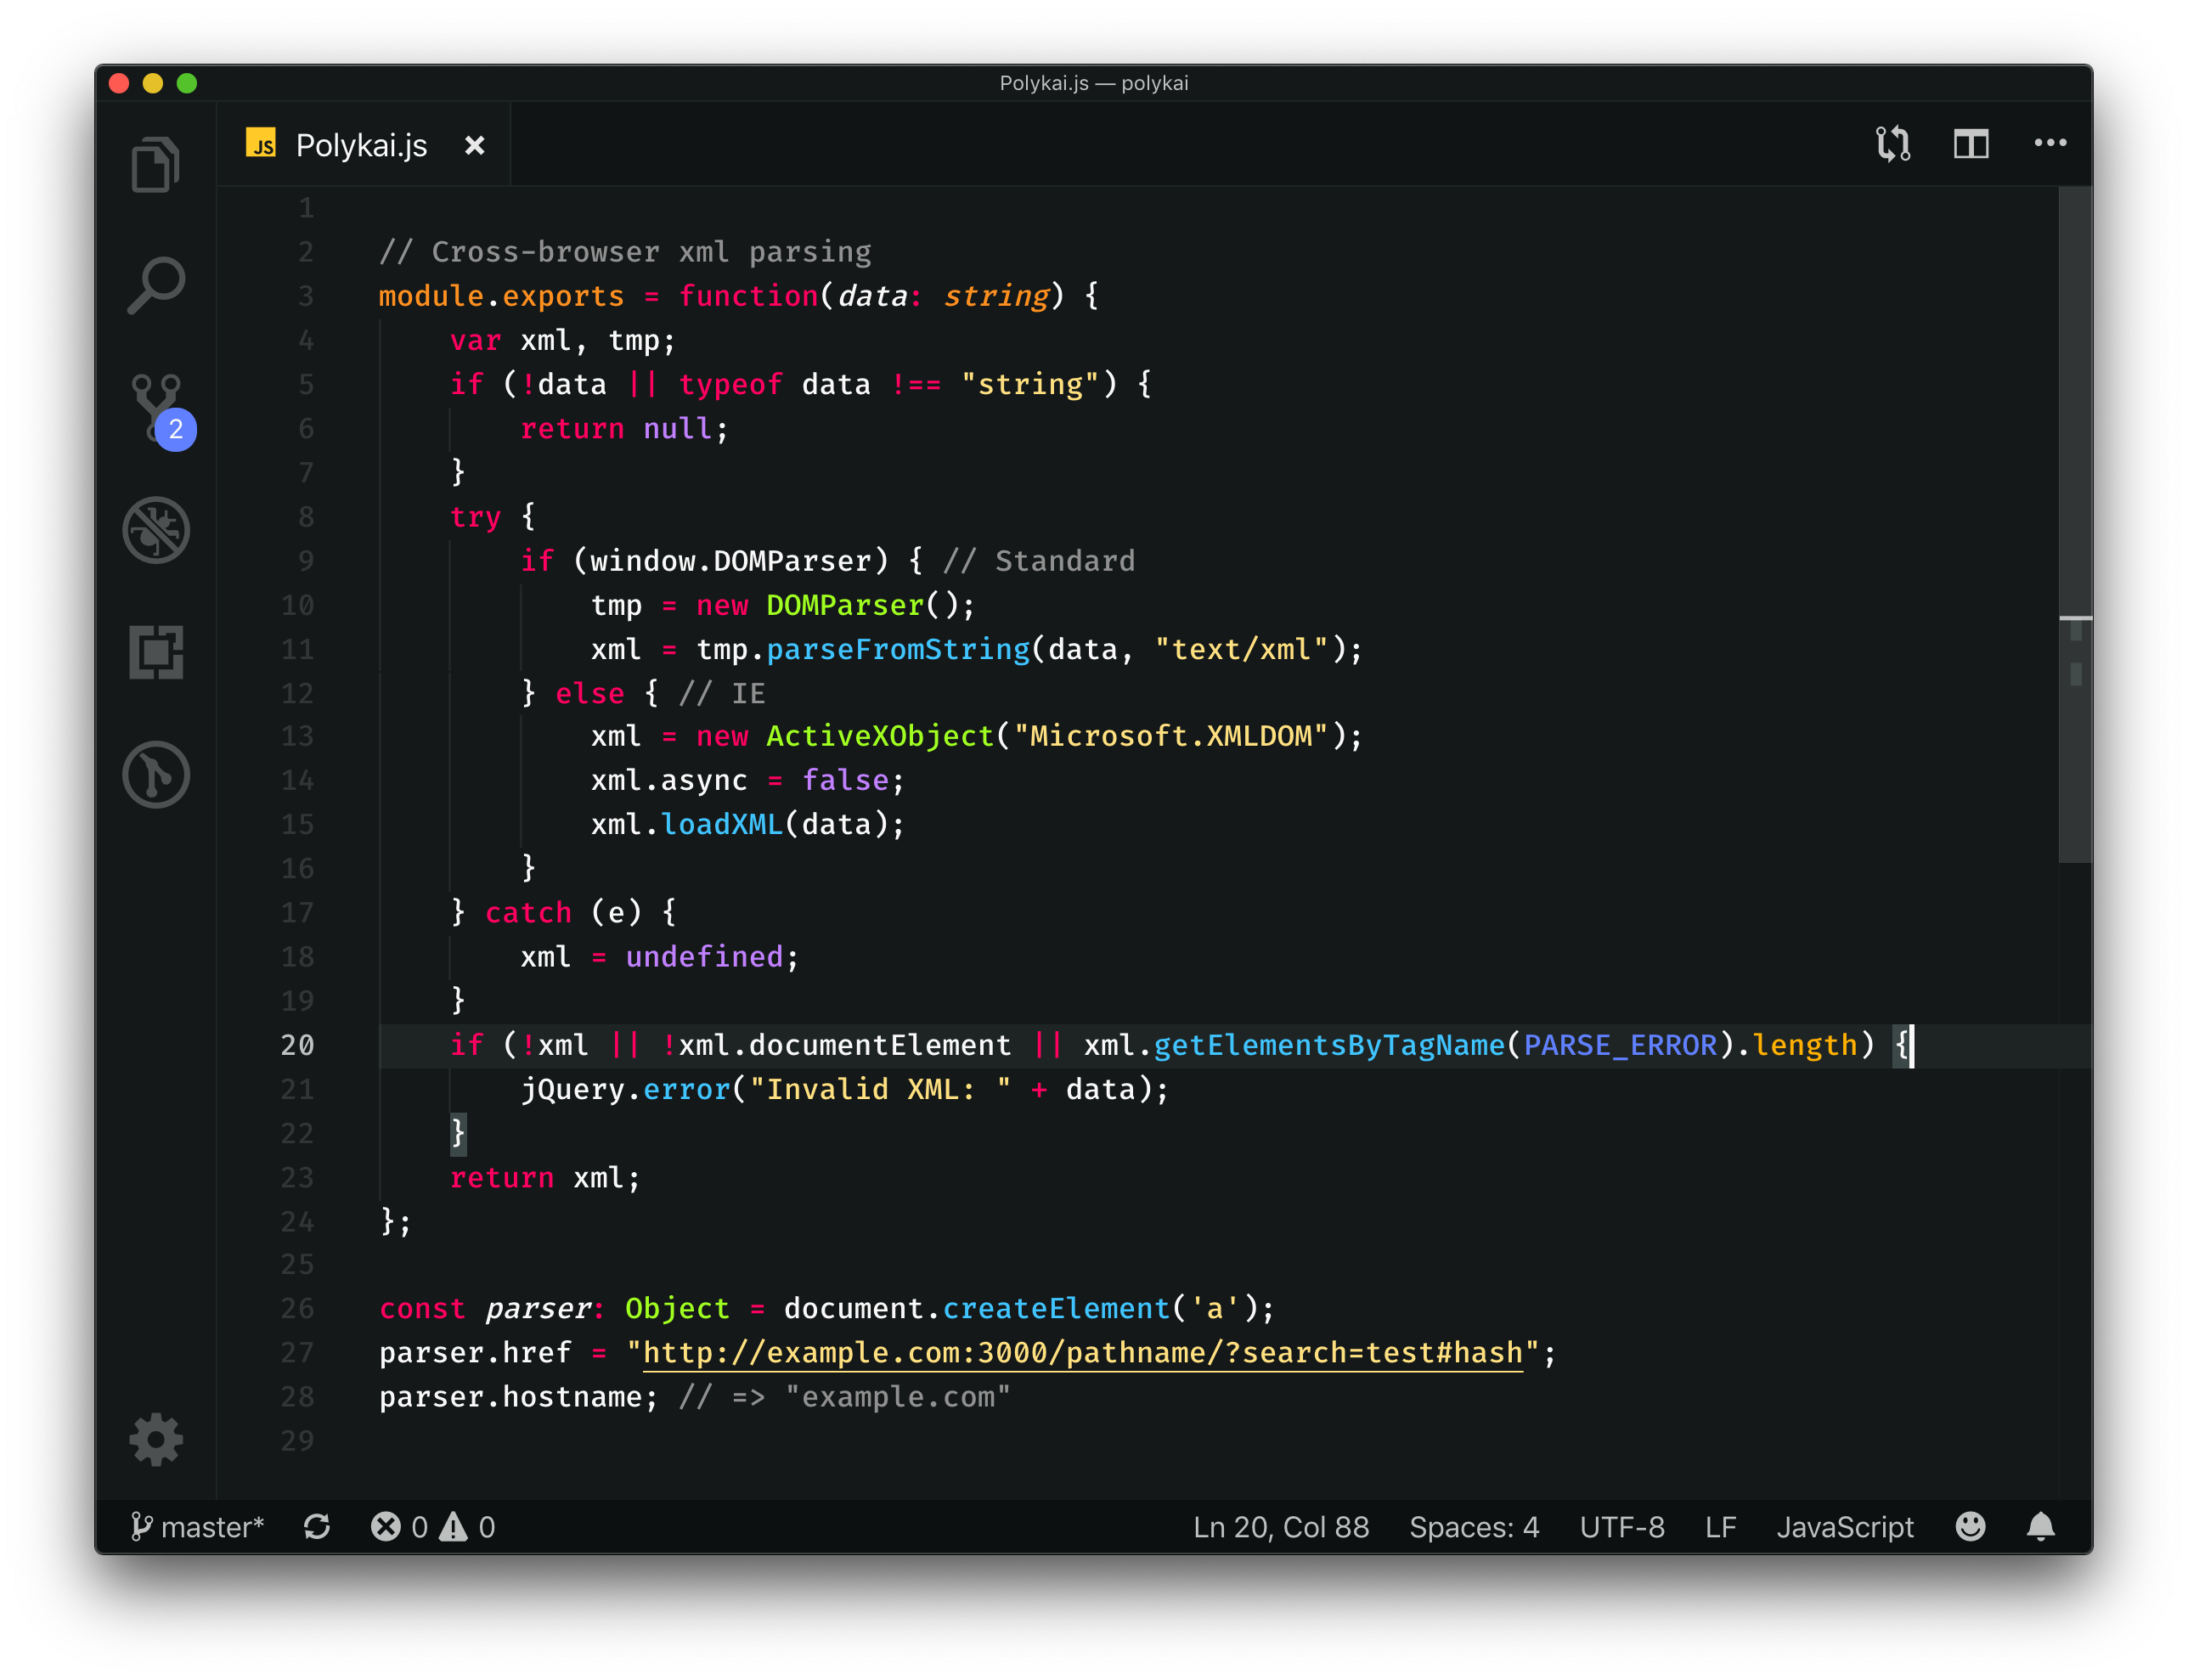 Polykai.js — polykai
JS Polykai.js
1
2 // Cross-browser xml parsing
3 module.exports = function(data: string) {
4     var xml, tmp;
5     if (!data || typeof data !== "string") {
6         return null;
7     }
8     try {
9         if (window.DOMParser) { // Standard
10             tmp = new DOMParser();
11             xml = tmp.parseFromString(data, "text/xml");
12         } else { // IE
13             xml = new ActiveXObject("Microsoft.XMLDOM");
14             xml.async = false;
15             xml.loadXML(data);
16         }
17     } catch (e) {
18         xml = undefined;
19     }
20     if (!xml || !xml.documentElement || xml.getElementsByTagName(PARSE_ERROR).length) {
21         jQuery.error("Invalid XML: " + data);
22     }
23     return xml;
24 };
25
26 const parser: Object = document.createElement('a');
27 parser.href = "http://example.com:3000/pathname/?search=test#hash";
28 parser.hostname; // => "example.com"
29
2
master* 0 0 Ln 20, Col 88 Spaces: 4 UTF-8 LF JavaScript